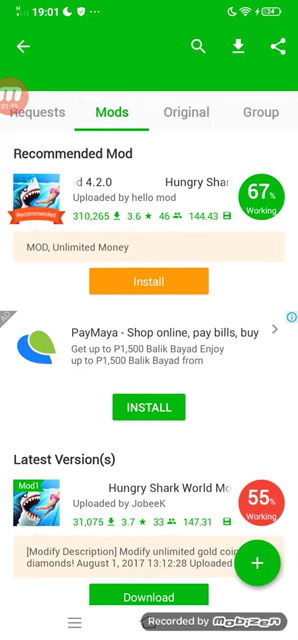 19:01
24
01:59
Requests Mods Original Group
Recommended Mod
d 4.2.0 Hungry Shar
Uploaded by hello mod
310,265 3.6 46 144.43
67%
Working
Recommended
MOD, Unlimited Money
Install
AD
PayMaya - Shop online, pay bills, buy
Get up to P1,500 Balik Bayad Enjoy
up to P1,500 Balik Bayad from
INSTALL
Latest Version(s)
Mod1
Hungry Shark World Mo
Uploaded by JobeeK
31,075 3.7 33 147.31
55%
Working
[Modify Description] Modify unlimited gold coin
diamonds! August 1, 2017 13:12:28 Uploaded
Download
Recorded by Mobizen